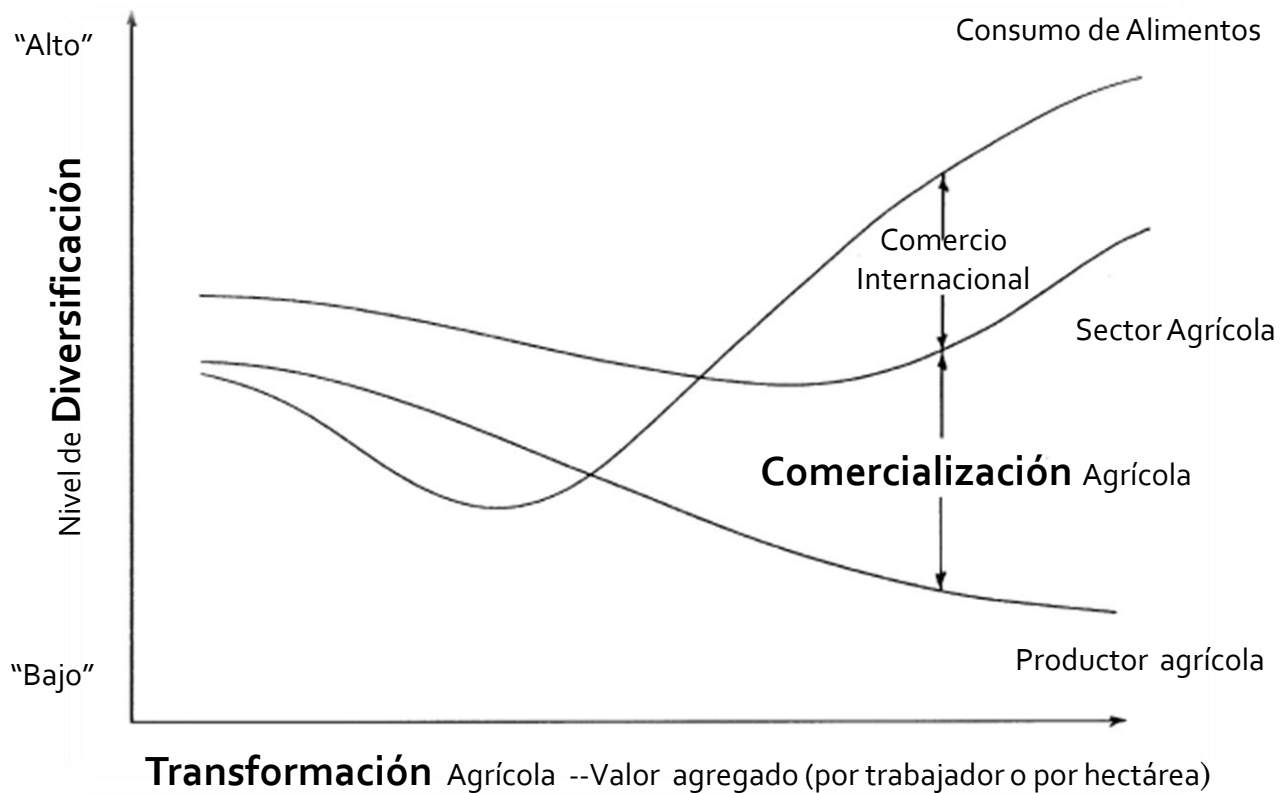 “Alto”
Consumo de Alimentos
Nivel de Diversificación
Comercio
Internacional
Sector Agrícola
Comercialización Agrícola
Productor agrícola
“Bajo”
Transformación Agrícola --Valor agregado (por trabajador o por hectárea)